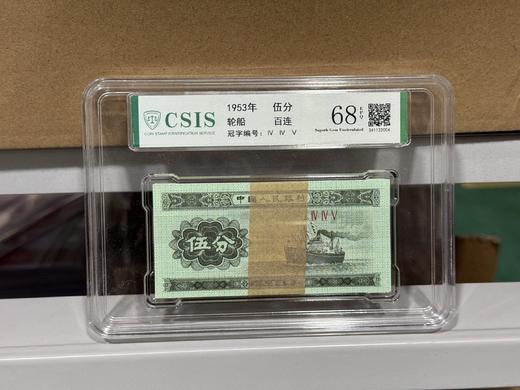 CSIS
COIN STAMP IDENTIFICATION SERVICE
1953年 伍分
轮船 百连
冠字编号: Ⅳ Ⅳ Ⅴ
68 EPQ
Superb Gem Uncirculated
中国人民银行
Ⅳ Ⅳ Ⅴ
伍分